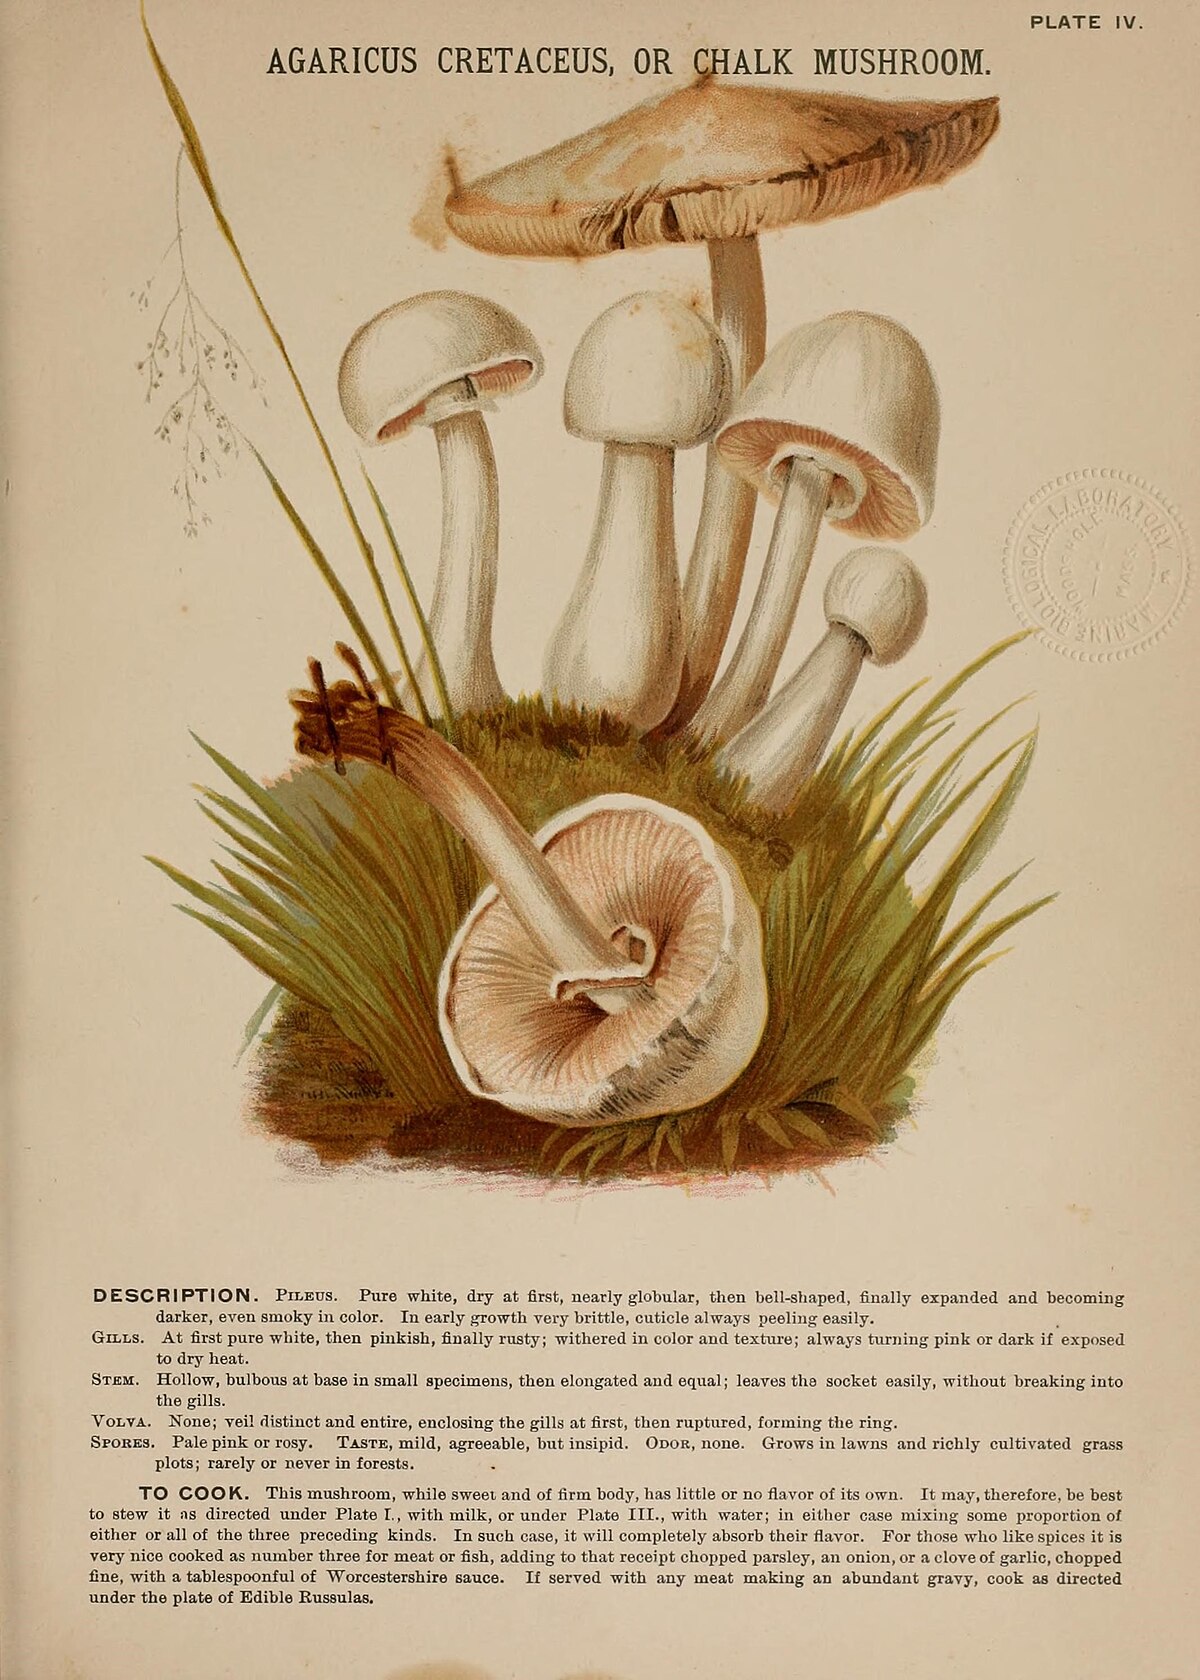 PLATE IV.
AGARICUS CRETACEUS, OR CHALK MUSHROOM.
MARINE BIOLOGICAL LABORATORY
WOODS HOLE
MASS.
DESCRIPTION. PILEUS. Pure white, dry at first, nearly globular, then bell-shaped, finally expanded and becoming
darker, even smoky in color. In early growth very brittle, cuticle always peeling easily.
GILLS. At first pure white, then pinkish, finally rusty; withered in color and texture; always turning pink or dark if exposed
to dry heat.
STEM. Hollow, bulbous at base in small specimens, then elongated and equal; leaves the socket easily, without breaking into
the gills.
VOLVA. None; veil distinct and entire, enclosing the gills at first, then ruptured, forming the ring.
SPORES. Pale pink or rosy. TASTE, mild, agreeable, but insipid. ODOR, none. Grows in lawns and richly cultivated grass
plots; rarely or never in forests.
TO COOK. This mushroom, while sweet and of firm body, has little or no flavor of its own. It may, therefore, be best
to stew it as directed under Plate I., with milk, or under Plate III., with water; in either case mixing some proportion of
either or all of the three preceding kinds. In such case, it will completely absorb their flavor. For those who like spices it is
very nice cooked as number three for meat or fish, adding to that receipt chopped parsley, an onion, or a clove of garlic, chopped
fine, with a tablespoonful of Worcestershire sauce. If served with any meat making an abundant gravy, cook as directed
under the plate of Edible Russulas.